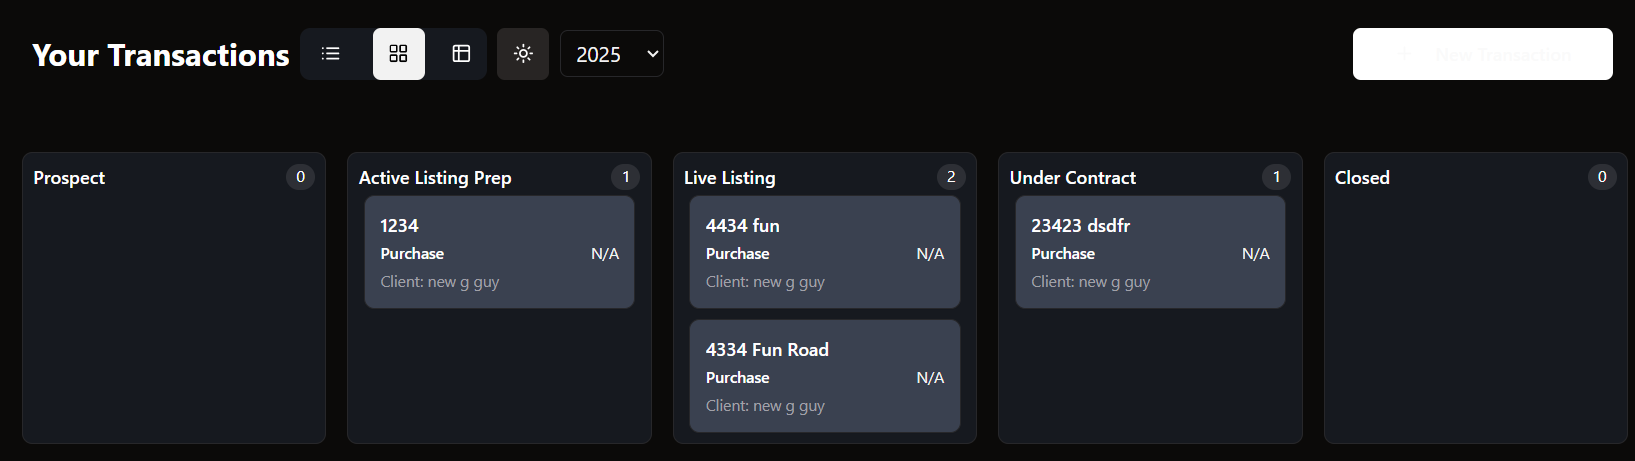 Your Transactions
2025
+ New Transaction
Prospect 0
Active Listing Prep 1
1234
Purchase N/A
Client: new g guy
Live Listing 2
4434 fun
Purchase N/A
Client: new g guy
4334 Fun Road
Purchase N/A
Client: new g guy
Under Contract 1
23423 dsdfr
Purchase N/A
Client: new g guy
Closed 0